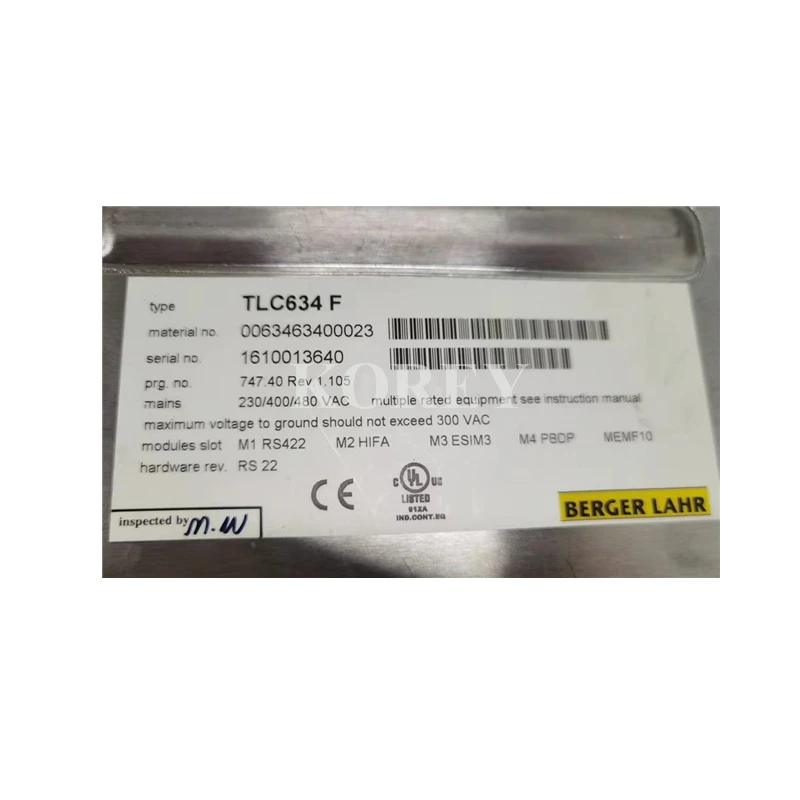 type TLC634 F
material no. 0063463400023
serial no. 1610013640
prg. no. 747.40 Rev 1.105
mains 230/400/480 VAC multiple rated equipment see instruction manual
maximum voltage to ground should not exceed 300 VAC
modules slot M1 RS422 M2 HIFA M3 ESIM3 M4 PBDP MEMF10
hardware rev. RS 22
CE
C UL US
LISTED
91ZA
IND.CONT.EQ
BERGER LAHR
inspected by M.W
KOREY